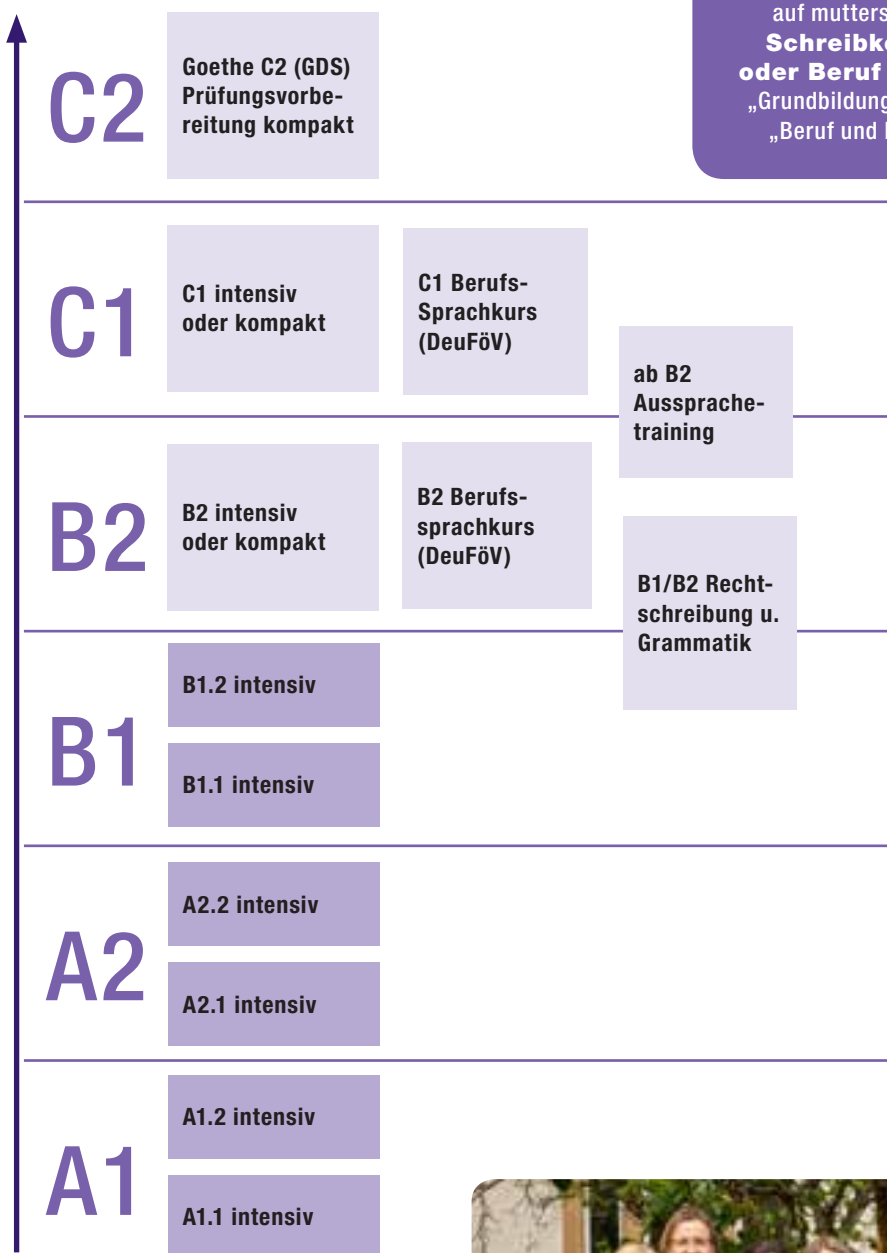 auf mutters
Schreibk
oder Beruf
„Grundbildung
„Beruf und
C2
Goethe C2 (GDS)
Prüfungsvorbe-
reitung kompakt
C1
C1 intensiv
oder kompakt
C1 Berufs-
Sprachkurs
(DeuFöV)
ab B2
Aussprache-
training
B2
B2 intensiv
oder kompakt
B2 Berufs-
sprachkurs
(DeuFöV)
B1/B2 Recht-
schreibung u.
Grammatik
B1
B1.2 intensiv
B1.1 intensiv
A2
A2.2 intensiv
A2.1 intensiv
A1
A1.2 intensiv
A1.1 intensiv